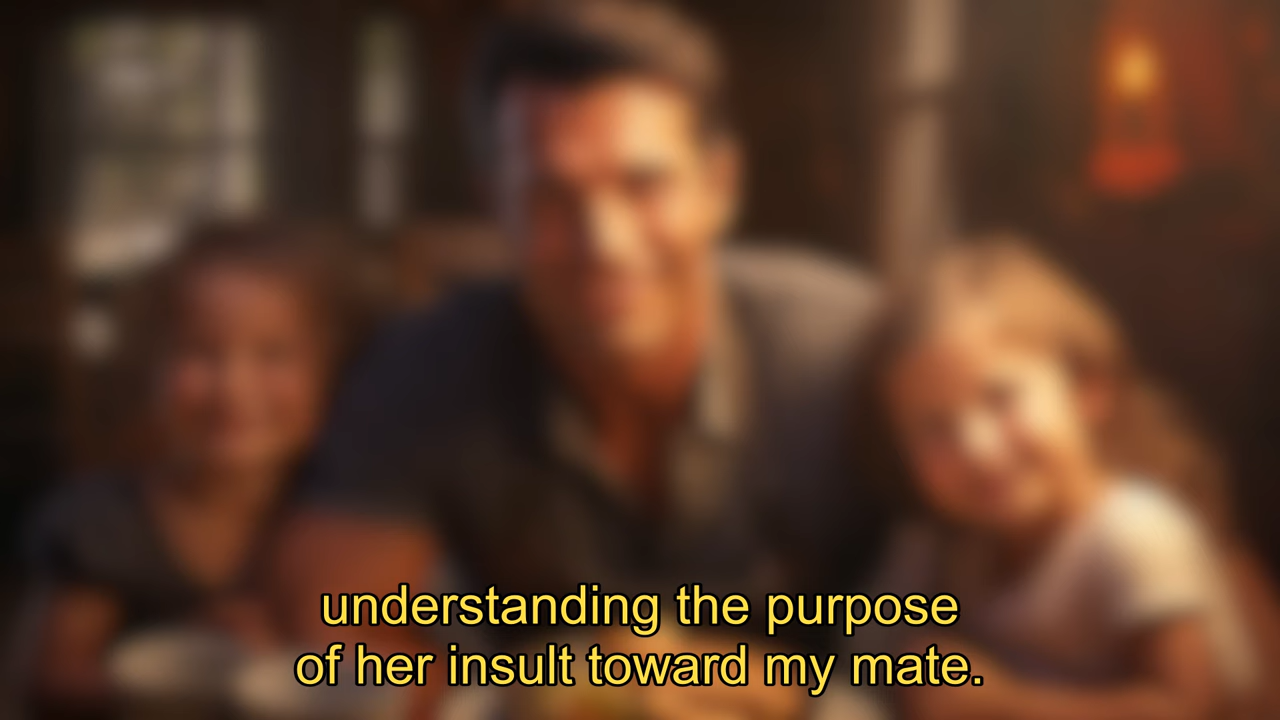 understanding the purpose
of her insult toward my mate.